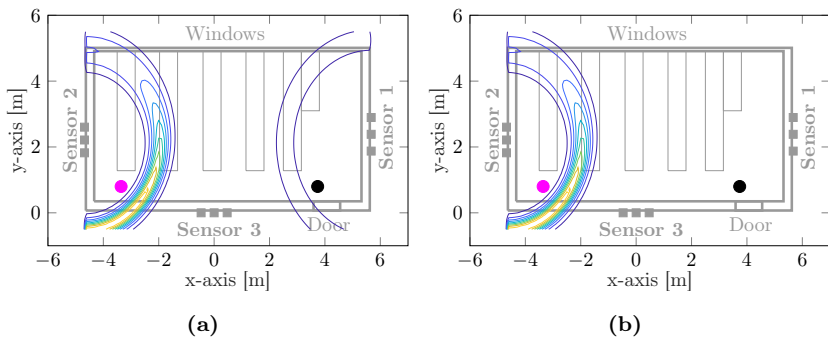 6
4
2
0
−6 −4 −2 0 2 4 6
y-axis [m]
x-axis [m]
Windows
Sensor 2
Sensor 1
Sensor 3
Door
(a)
6
4
2
0
−6 −4 −2 0 2 4 6
y-axis [m]
x-axis [m]
Windows
Sensor 2
Sensor 1
Sensor 3
Door
(b)